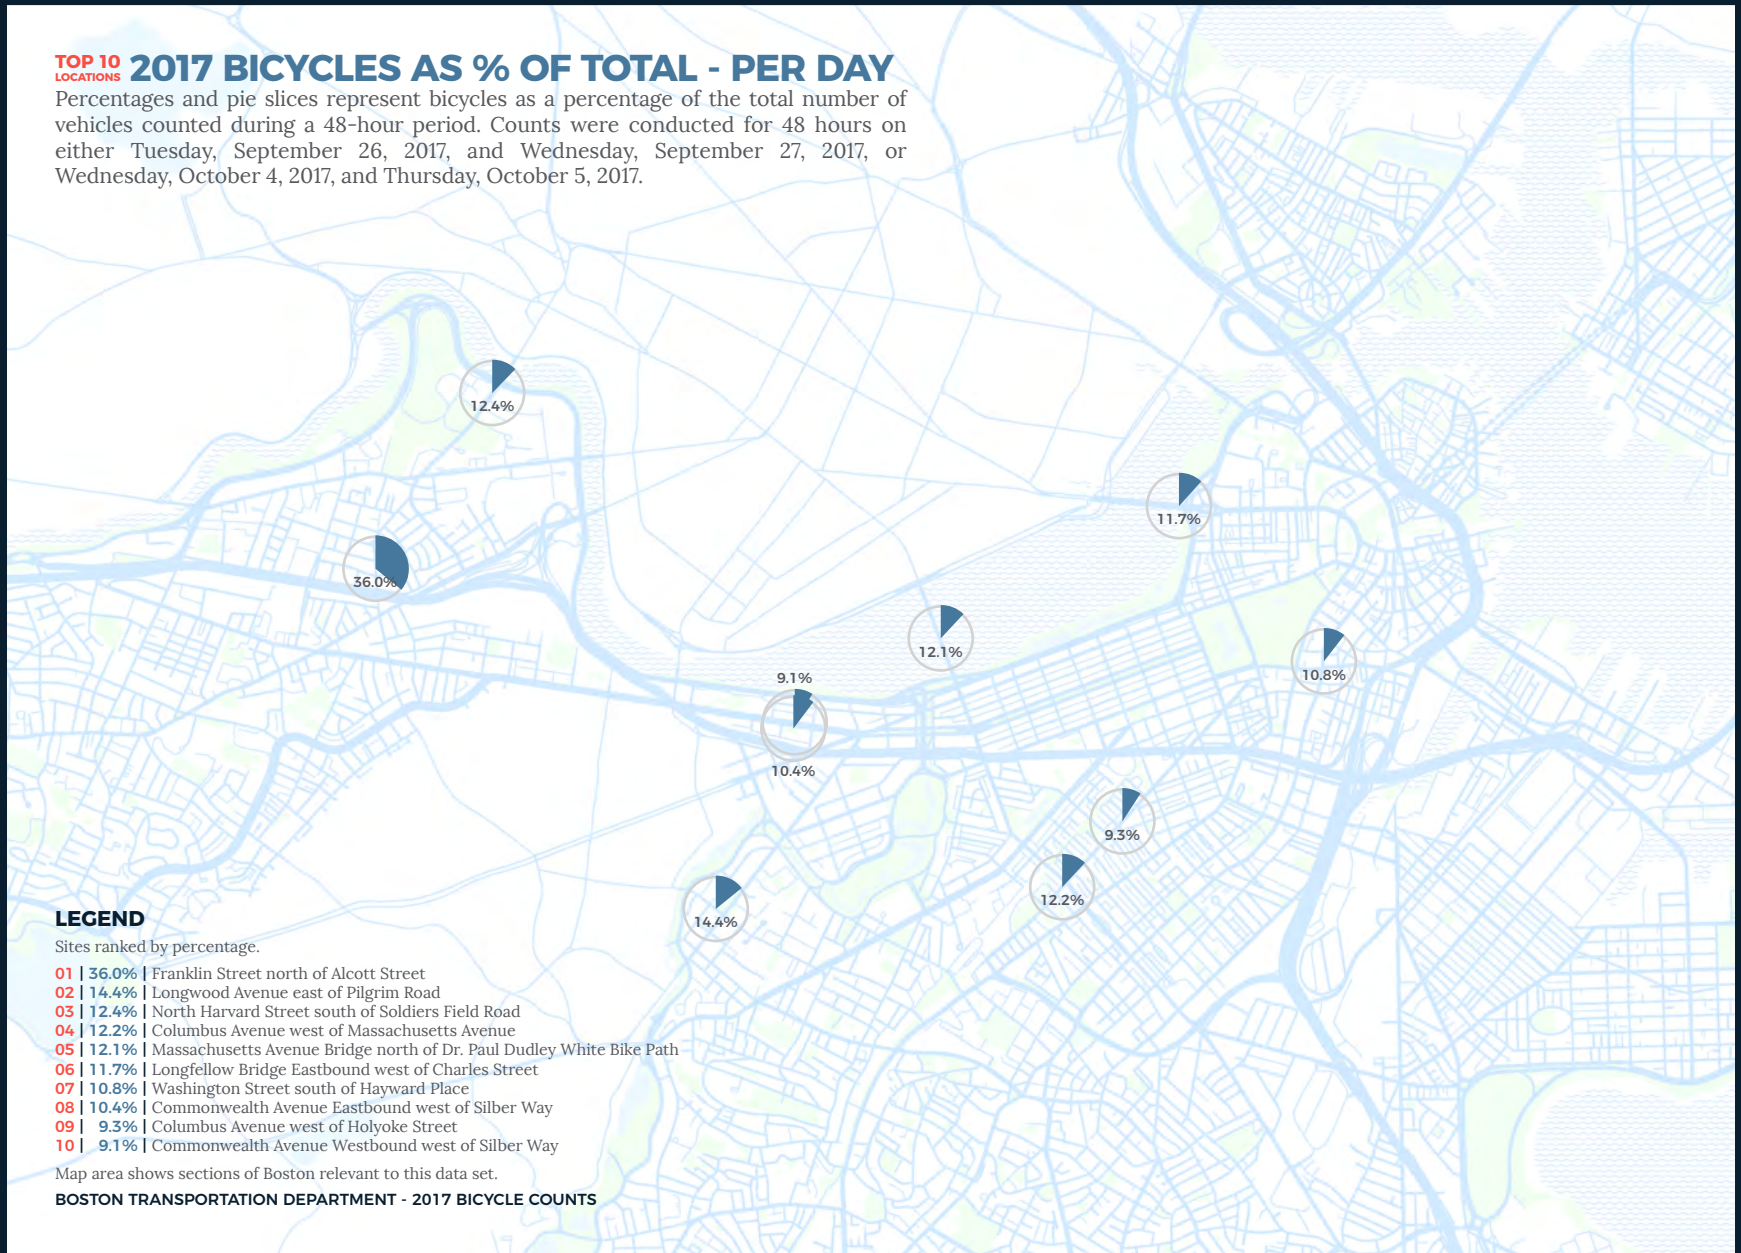 TOP 10 LOCATIONS 2017 BICYCLES AS % OF TOTAL - PER DAY
Percentages and pie slices represent bicycles as a percentage of the total number of
vehicles counted during a 48-hour period. Counts were conducted for 48 hours on
either Tuesday, September 26, 2017, and Wednesday, September 27, 2017, or
Wednesday, October 4, 2017, and Thursday, October 5, 2017.
12.4%
11.7%
36.0%
12.1%
10.8%
9.1%
10.4%
9.3%
12.2%
14.4%
LEGEND
Sites ranked by percentage.
01 | 36.0% | Franklin Street north of Alcott Street
02 | 14.4% | Longwood Avenue east of Pilgrim Road
03 | 12.4% | North Harvard Street south of Soldiers Field Road
04 | 12.2% | Columbus Avenue west of Massachusetts Avenue
05 | 12.1% | Massachusetts Avenue Bridge north of Dr. Paul Dudley White Bike Path
06 | 11.7% | Longfellow Bridge Eastbound west of Charles Street
07 | 10.8% | Washington Street south of Hayward Place
08 | 10.4% | Commonwealth Avenue Eastbound west of Silber Way
09 | 9.3% | Columbus Avenue west of Holyoke Street
10 | 9.1% | Commonwealth Avenue Westbound west of Silber Way
Map area shows sections of Boston relevant to this data set.
BOSTON TRANSPORTATION DEPARTMENT - 2017 BICYCLE COUNTS